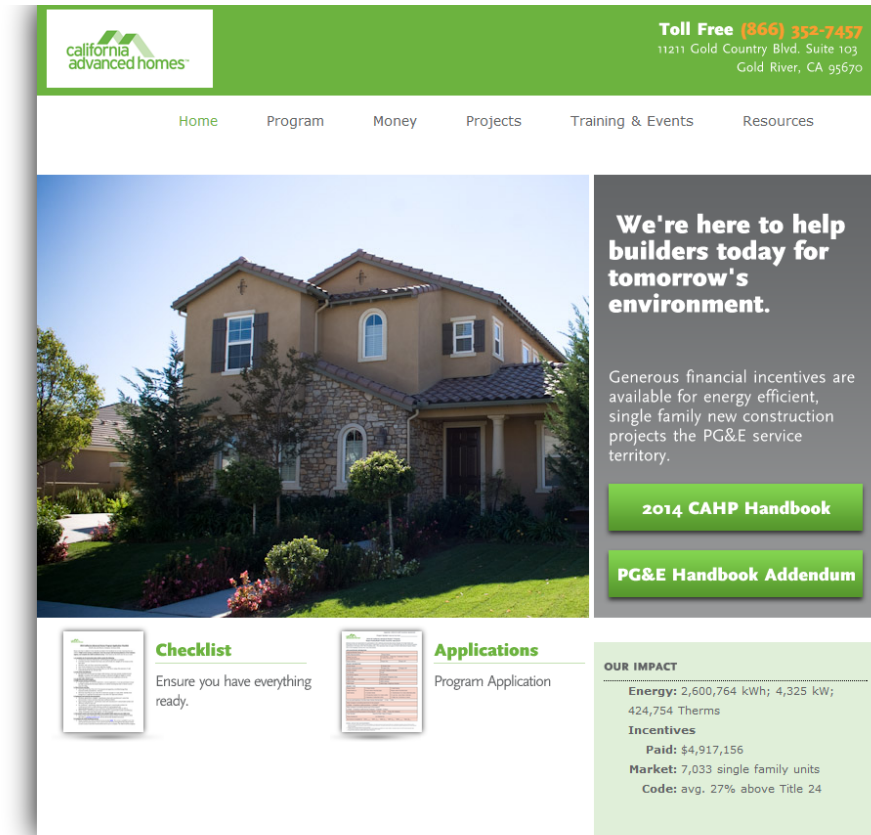 california
advanced homes™
Toll Free (866) 352-7457
11211 Gold Country Blvd. Suite 103
Gold River, CA 95670
Home Program Money Projects Training & Events Resources
We're here to help
builders today for
tomorrow's
environment.
Generous financial incentives are
available for energy efficient,
single family new construction
projects the PG&E service
territory.
2014 CAHP Handbook
PG&E Handbook Addendum
Checklist
Ensure you have everything
ready.
Applications
Program Application
OUR IMPACT
Energy: 2,600,764 kWh; 4,325 kW;
424,754 Therms
Incentives
Paid: $4,917,156
Market: 7,033 single family units
Code: avg. 27% above Title 24